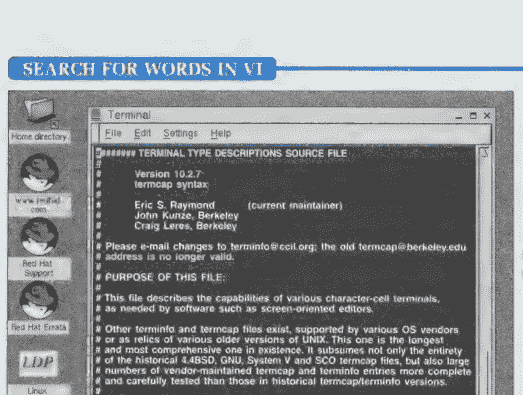 SEARCH FOR WORDS IN VI
Terminal
File Edit Settings Help
Home directory
####### TERMINAL TYPE DESCRIPTIONS SOURCE FILE
#
# Version 10.2.7
# termcap syntax
#
# Eric S. Raymond (current maintainer)
# John Kunze, Berkeley
# Craig Leres, Berkeley
#
www.redhat.com
# Please e-mail changes to terminfo@ccil.org; the old termcap@berkeley.edu
# address is no longer valid.
#
Red Hat
Support
# PURPOSE OF THIS FILE:
#
# This file describes the capabilities of various character-cell terminals,
# as needed by software such as screen-oriented editors.
#
Red Hat Errata
# Other terminfo and termcap files exist, supported by various OS vendors
# or as relics of various older versions of UNIX. This one is the longest
# and most comprehensive one in existence. It subsumes not only the entirety
# of the historical 4.4BSD, GNU, System V and SCO termcap files, but also large
# numbers of vendor-maintained termcap and terminfo entries more complete
# and carefully tested than those in historical termcap/terminfo versions.
#
LDP
Linux